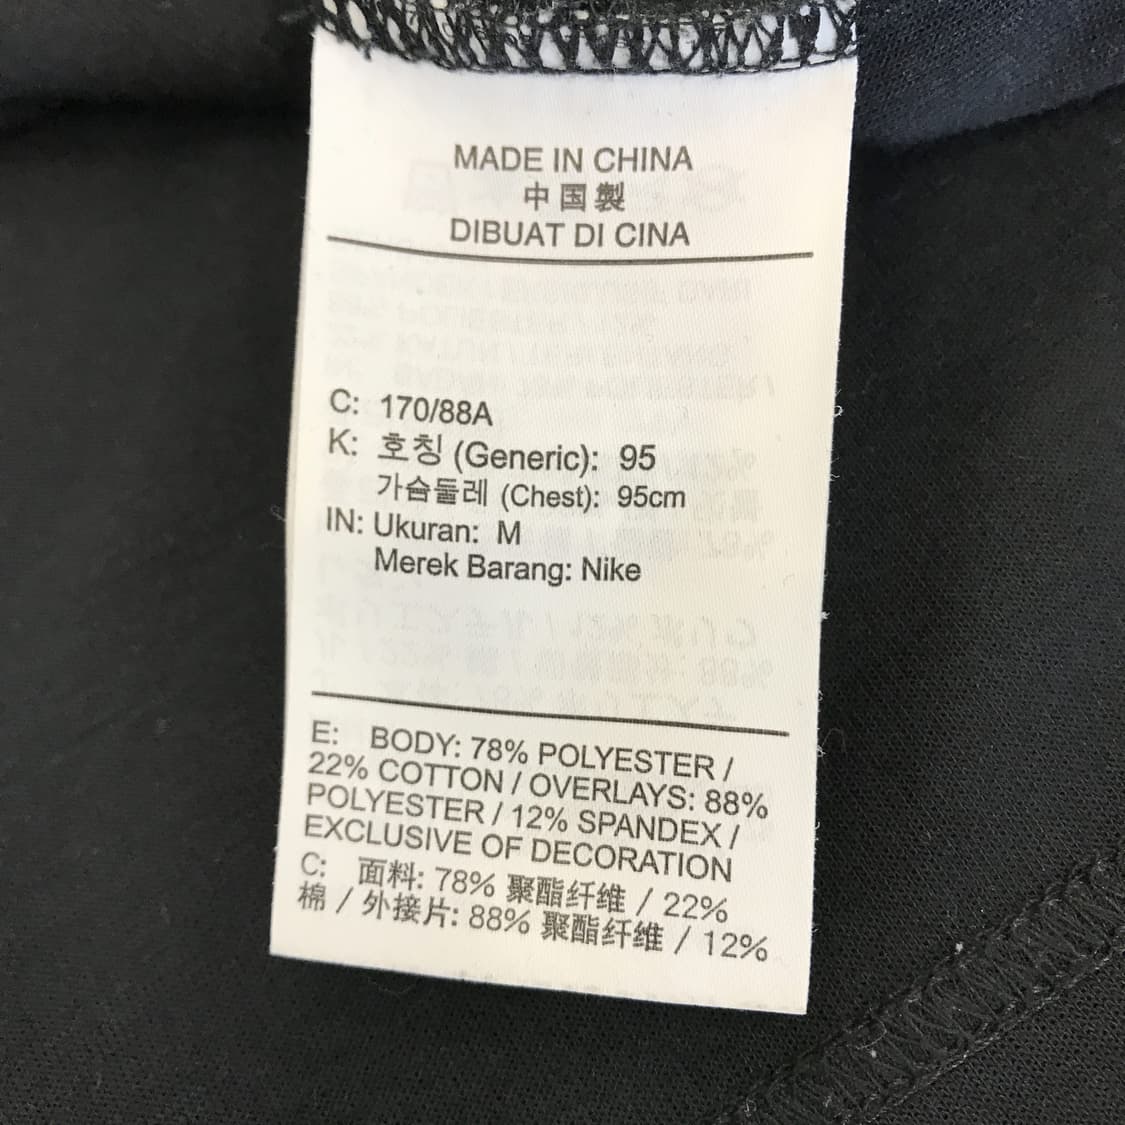 MADE IN CHINA
中国製
DIBUAT DI CINA
C: 170/88A
K: 호칭 (Generic): 95
가슴둘레 (Chest): 95cm
IN: Ukuran: M
Merek Barang: Nike
E: BODY: 78% POLYESTER /
22% COTTON / OVERLAYS: 88%
POLYESTER / 12% SPANDEX /
EXCLUSIVE OF DECORATION
C: 面料: 78% 聚酯纤维 / 22%
棉 / 外接片: 88% 聚酯纤维 / 12%